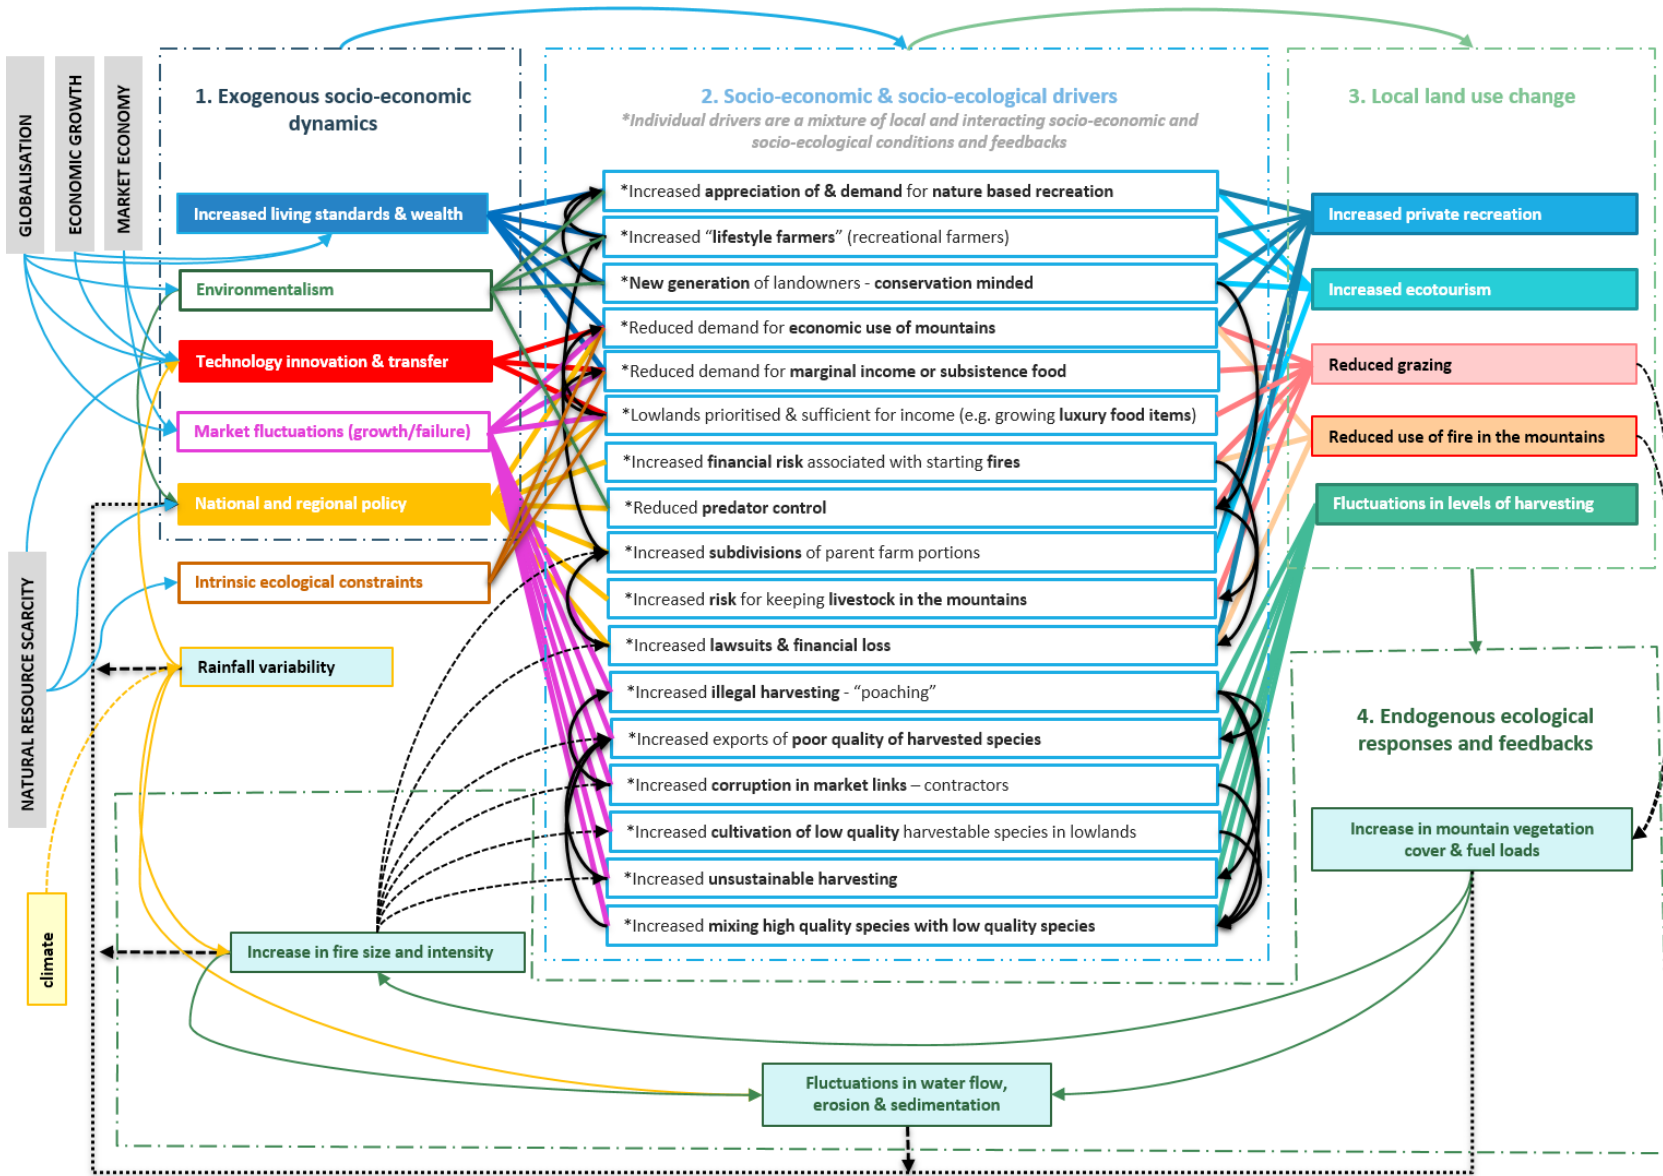 GLOBALISATION
ECONOMIC GROWTH
MARKET ECONOMY
NATURAL RESOURCE SCARCITY
climate
1. Exogenous socio-economic
dynamics
Increased living standards & wealth
Environmentalism
Technology innovation & transfer
Market fluctuations (growth/failure)
National and regional policy
Intrinsic ecological constraints
Rainfall variability
Increase in fire size and intensity
2. Socio-economic & socio-ecological drivers
*Individual drivers are a mixture of local and interacting socio-economic and
socio-ecological conditions and feedbacks
*Increased appreciation of & demand for nature based recreation
*Increased “lifestyle farmers” (recreational farmers)
*New generation of landowners - conservation minded
*Reduced demand for economic use of mountains
*Reduced demand for marginal income or subsistence food
*Lowlands prioritised & sufficient for income (e.g. growing luxury food items)
*Increased financial risk associated with starting fires
*Reduced predator control
*Increased subdivisions of parent farm portions
*Increased risk for keeping livestock in the mountains
*Increased lawsuits & financial loss
*Increased illegal harvesting - “poaching”
*Increased exports of poor quality of harvested species
*Increased corruption in market links – contractors
*Increased cultivation of low quality harvestable species in lowlands
*Increased unsustainable harvesting
*Increased mixing high quality species with low quality species
3. Local land use change
Increased private recreation
Increased ecotourism
Reduced grazing
Reduced use of fire in the mountains
Fluctuations in levels of harvesting
4. Endogenous ecological
responses and feedbacks
Increase in mountain vegetation
cover & fuel loads
Fluctuations in water flow,
erosion & sedimentation